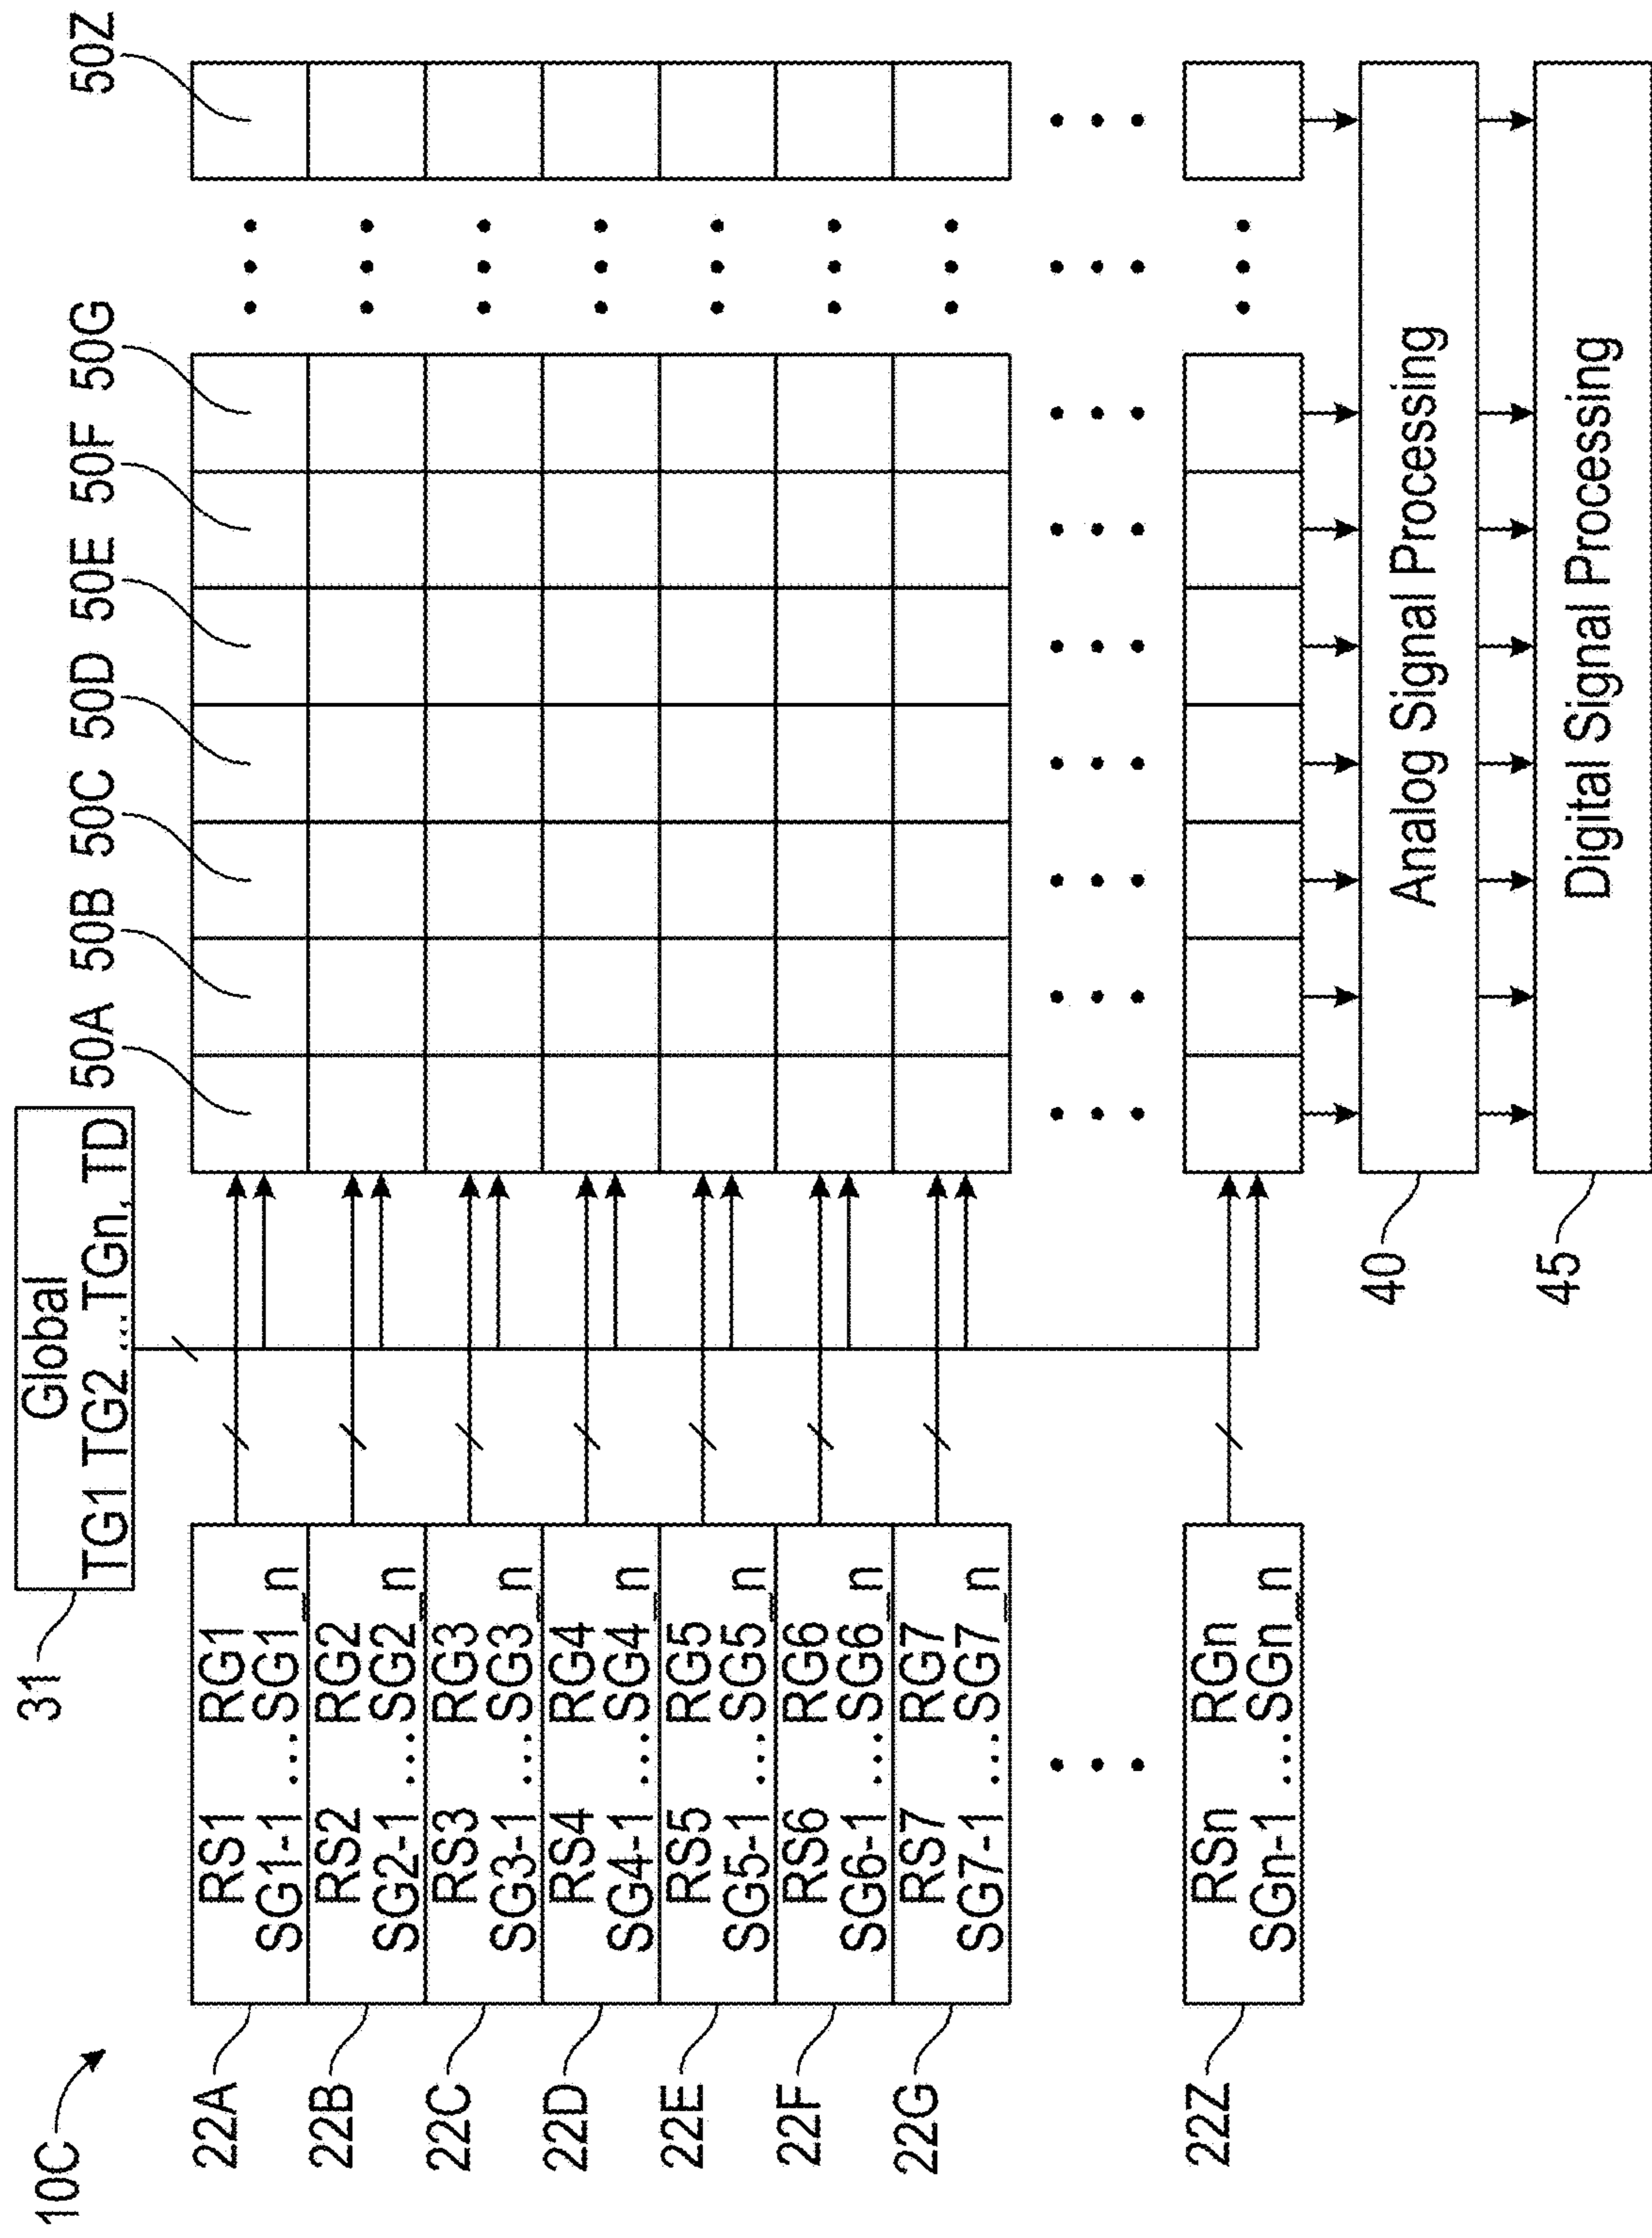 10C
31
Global
TG1 TG2 ....TGn, TD
50A 50B 50C 50D 50E 50F 50G 50Z
22A
RS1 RG1
SG1-1 ...SG1_n
22B
RS2 RG2
SG2-1 ...SG2_n
22C
RS3 RG3
SG3-1 ...SG3_n
22D
RS4 RG4
SG4-1 ...SG4_n
22E
RS5 RG5
SG5-1 ...SG5_n
22F
RS6 RG6
SG6-1 ...SG6_n
22G
RS7 RG7
SG7-1 ...SG7_n
22Z
RSn RGn
SGn-1 ...SGn_n
40
Analog Signal Processing
45
Digital Signal Processing